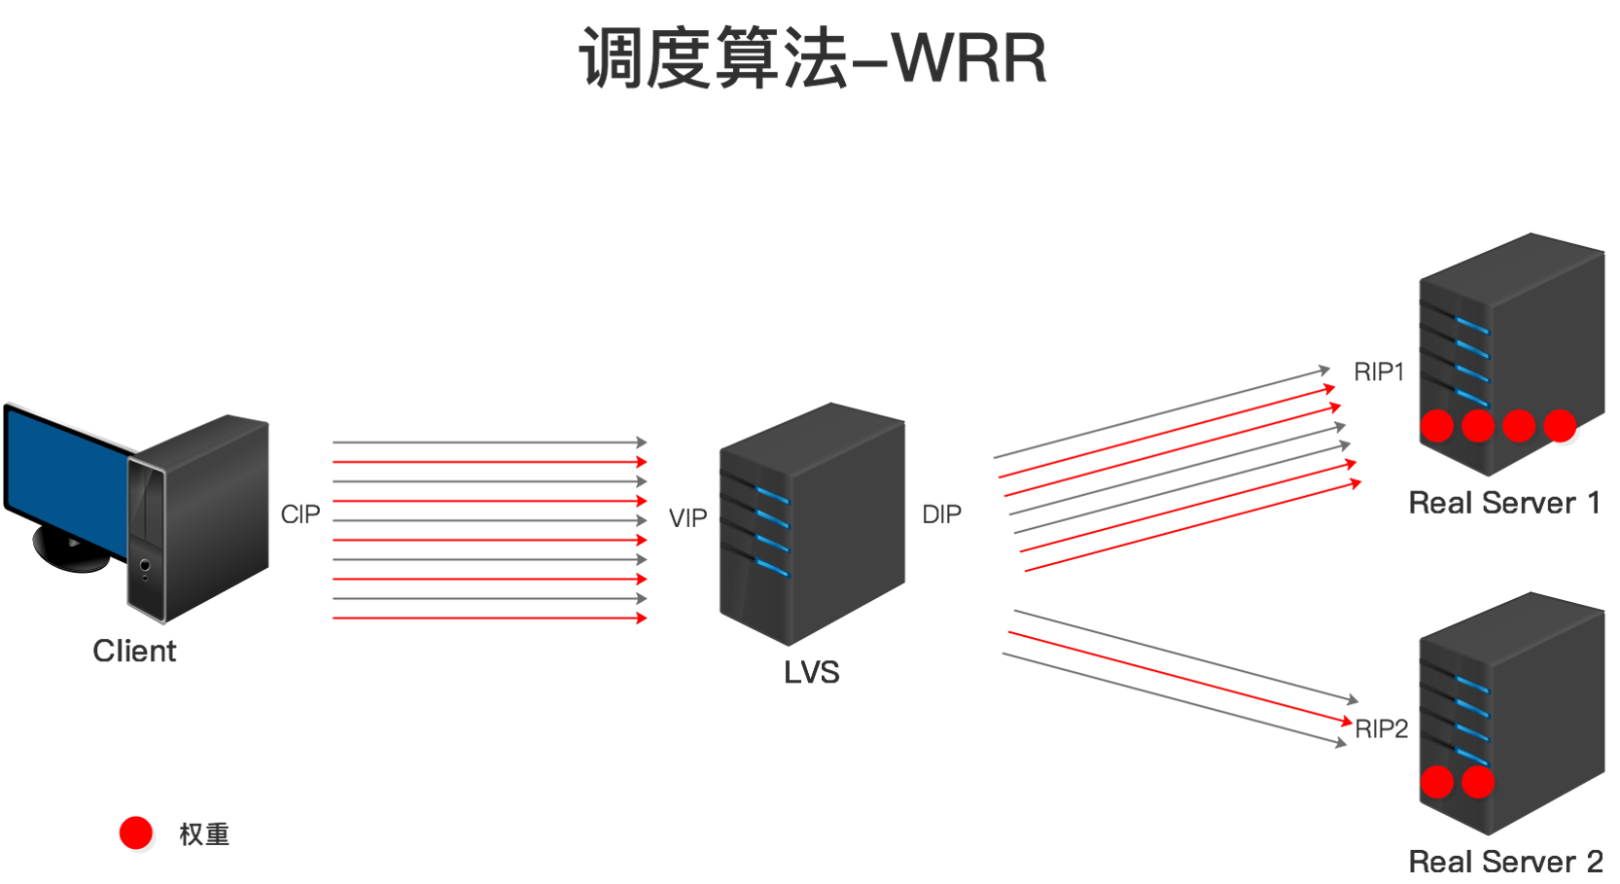 调度算法-WRR
RIP1
Real Server 1
CIP
VIP
DIP
Client
LVS
RIP2
权重
Real Server 2